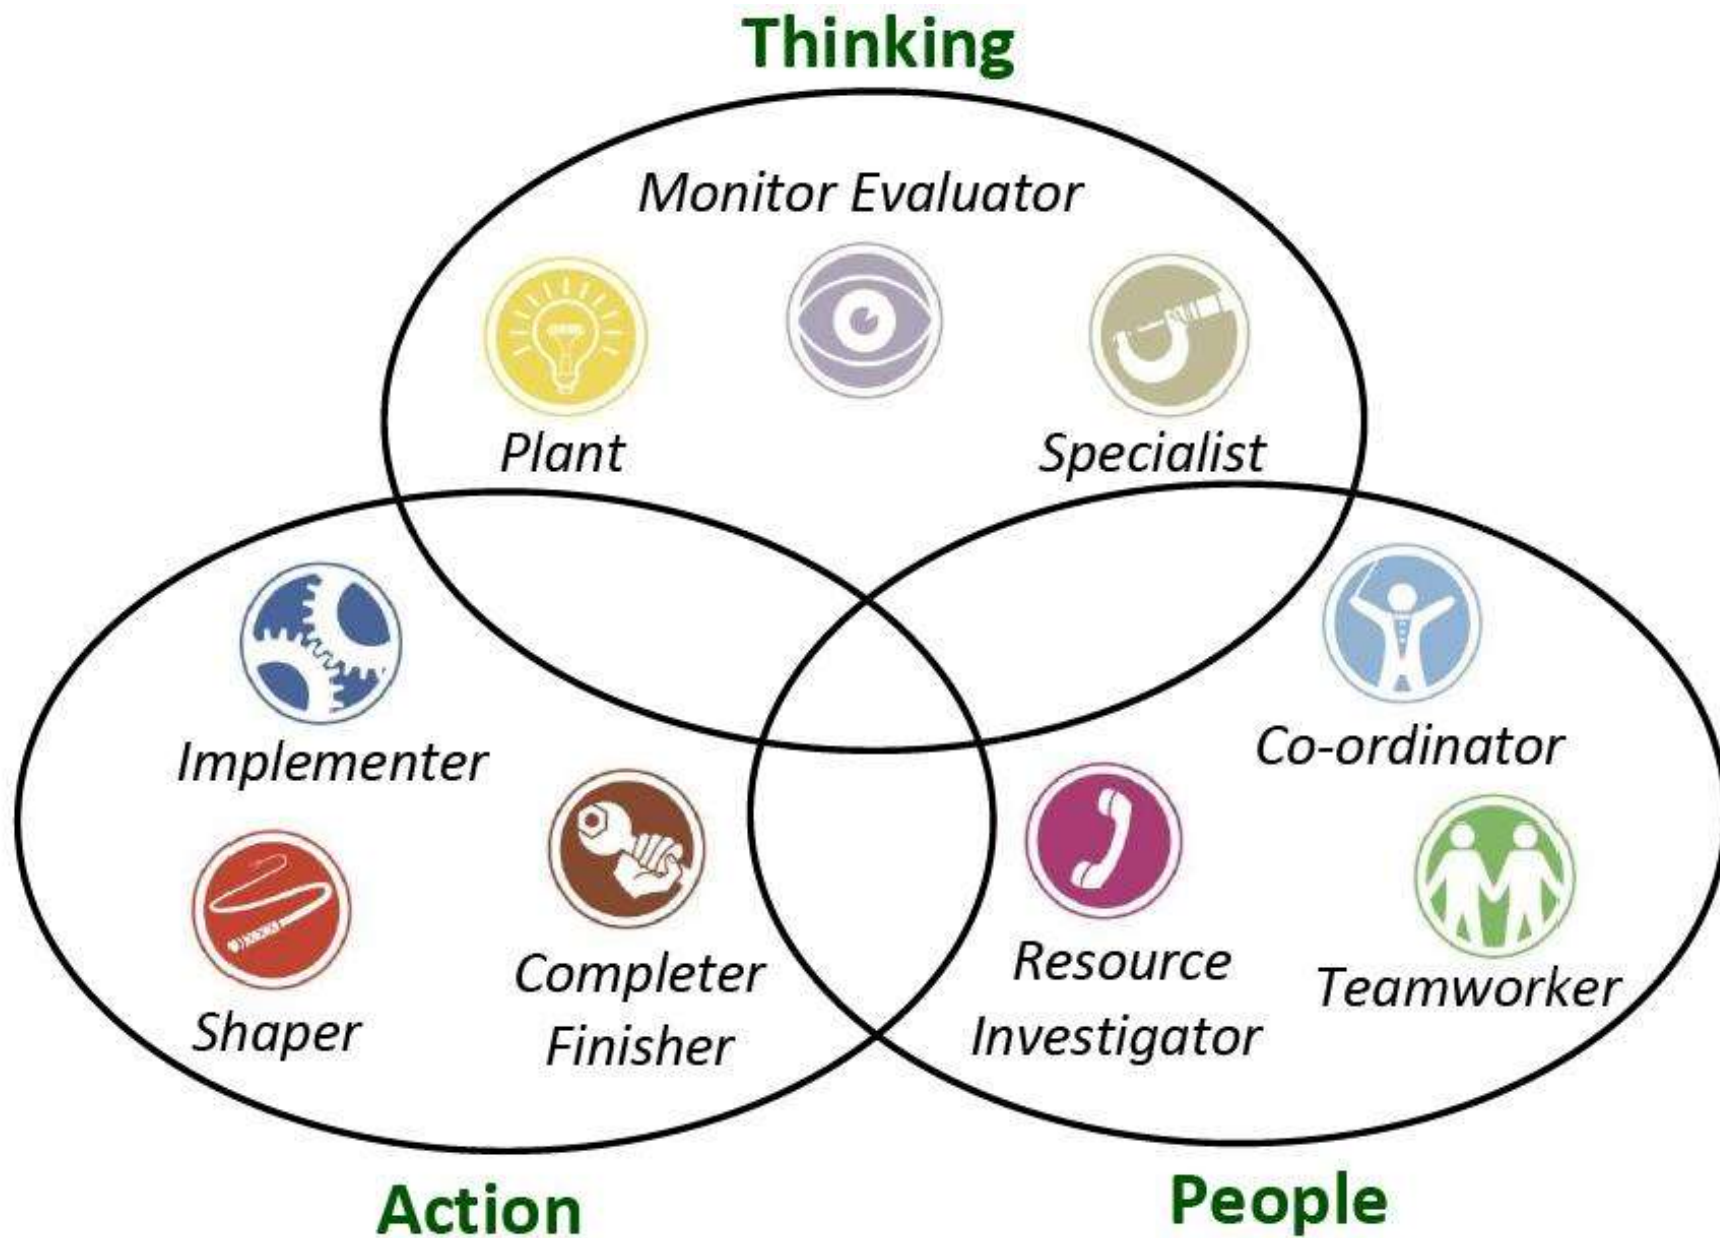 Thinking
Monitor Evaluator
Plant
Specialist
Implementer
Co-ordinator
Shaper
Completer
Finisher
Resource
Investigator
Teamworker
Action
People